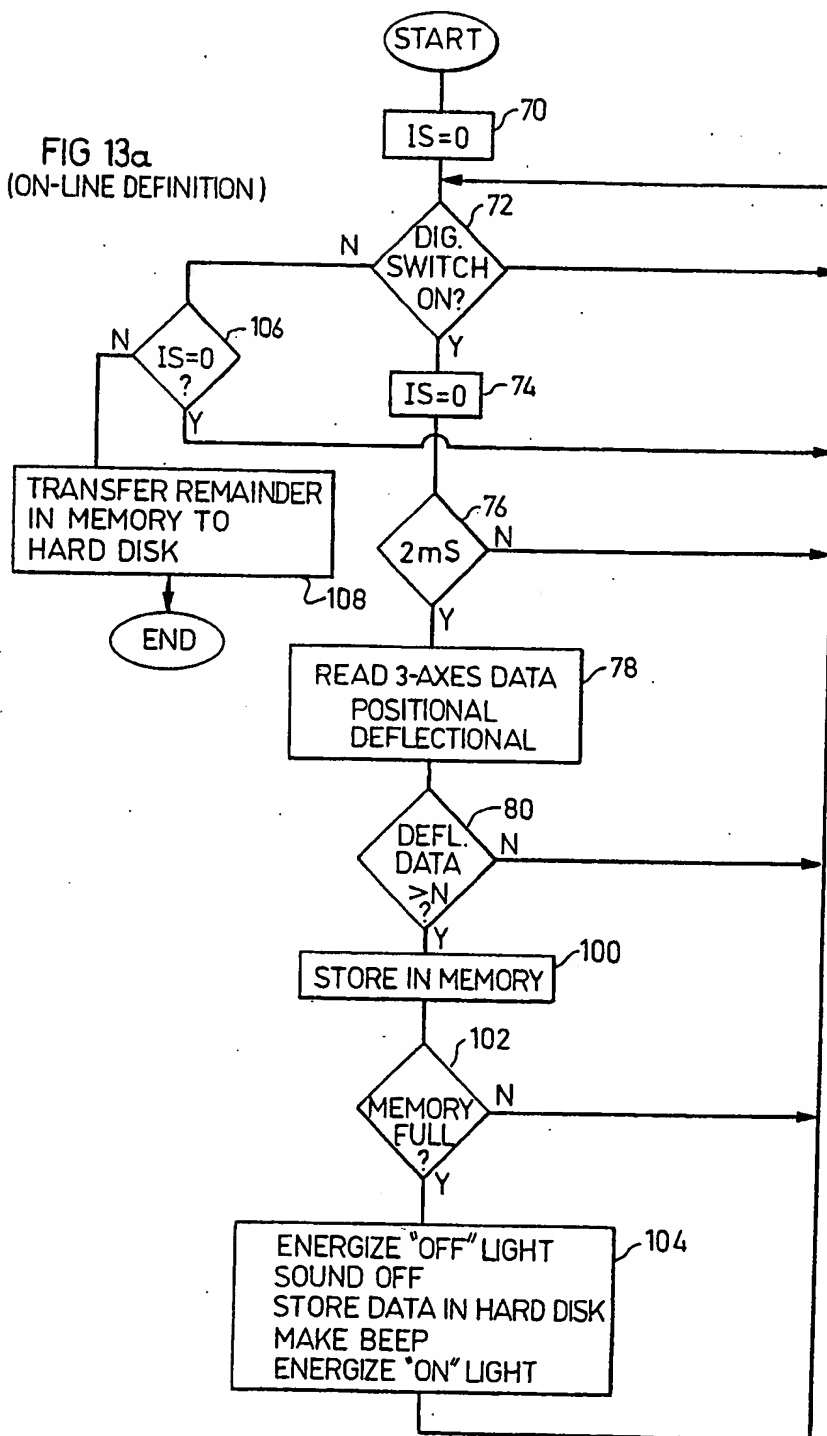 START
70
IS=0
FIG 13a
(ON-LINE DEFINITION)
72
N
DIG.
SWITCH
ON?
Y
106
N
IS=0
?
Y
IS=0
74
TRANSFER REMAINDER
IN MEMORY TO
HARD DISK
108
END
76
2mS
N
Y
READ 3-AXES DATA
POSITIONAL
DEFLECTIONAL
78
80
DEFL.
DATA
>N
?
N
Y
STORE IN MEMORY
100
102
MEMORY
FULL
?
N
Y
ENERGIZE "OFF" LIGHT
SOUND OFF
STORE DATA IN HARD DISK
MAKE BEEP
ENERGIZE "ON" LIGHT
104